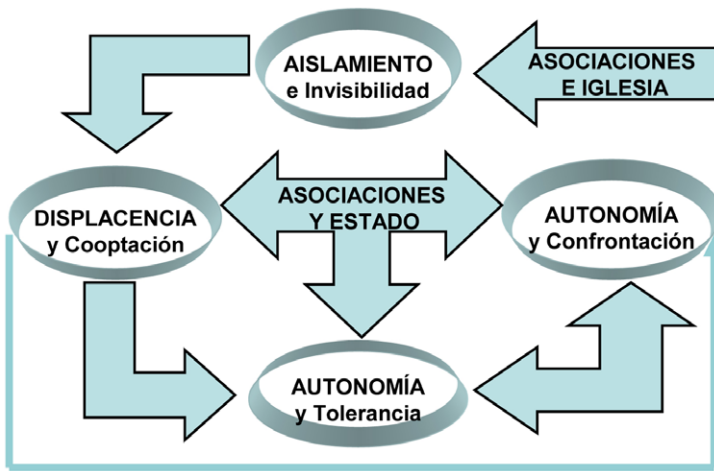 AISLAMIENTO
e Invisibilidad
ASOCIACIONES
E IGLESIA
DISPLACENCIA
y Cooptación
ASOCIACIONES
Y ESTADO
AUTONOMÍA
y Confrontación
AUTONOMÍA
y Tolerancia